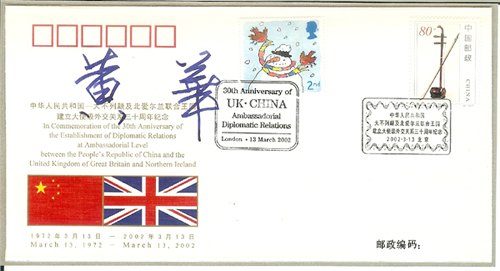 黄华
中华人民共和国—大不列颠及北爱尔兰联合王国
建立大使级外交关系三十周年纪念
In Commemoration of the 30th Anniversary of
the Establishment of Diplomatic Relations
at Ambassadorial Level
between the People's Republic of China and the
United Kingdom of Great Britain and Northern Ireland
1972年3月13日 — 2002年3月13日
March 13, 1972 — March 13, 2002
2nd
30th Anniversary of
UK · CHINA
Ambassadorial
Diplomatic Relations
London • 13 March 2002
80
中国邮政
CHINA
中华人民共和国
大不列颠及北爱尔兰联合王国
建立大使级外交关系三十周年纪念
2002·3·13 北京
邮政编码: